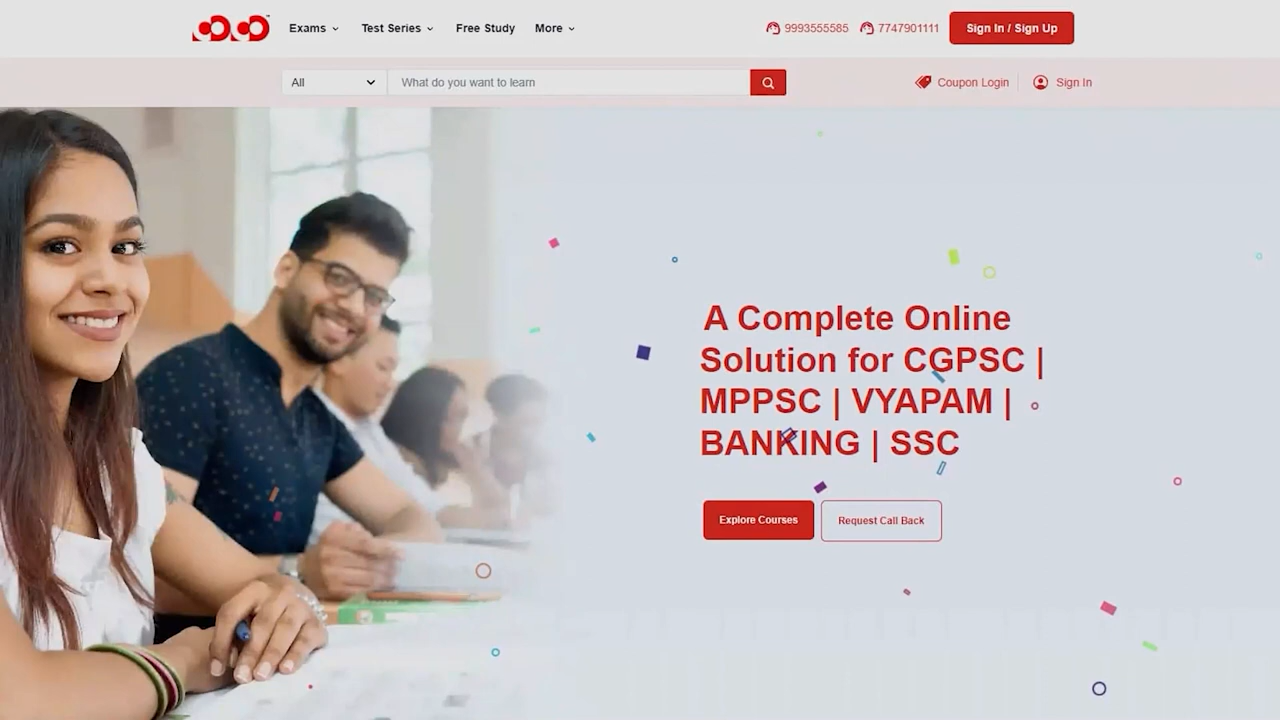 Exams
Test Series
Free Study
More
9993555585
7747901111
Sign In / Sign Up
All
What do you want to learn
Coupon Login
Sign In
A Complete Online
Solution for CGPSC |
MPPSC | VYAPAM |
BANKING | SSC
Explore Courses
Request Call Back